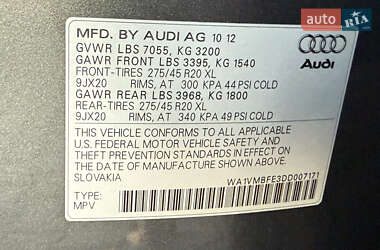 auto RIA.com
MFD. BY AUDI AG 10 12
GVWR LBS 7055, KG 3200
GAWR FRONT LBS 3395, KG 1540
FRONT-TIRES 275/45 R20 XL
9JX20 RIMS, AT 300 KPA 44 PSI COLD
GAWR REAR LBS 3968, KG 1800
REAR-TIRES 275/45 R20 XL
9JX20 RIMS, AT 340 KPA 49 PSI COLD
Audi
THIS VEHICLE CONFORMS TO ALL APPLICABLE
U.S. FEDERAL MOTOR VEHICLE SAFETY AND
THEFT PREVENTION STANDARDS IN EFFECT ON
THE DATE OF MANUFACTURE SHOWN ABOVE.
SLOVAKIA
WA1VMBFE3DD007171
TYPE:
MPV